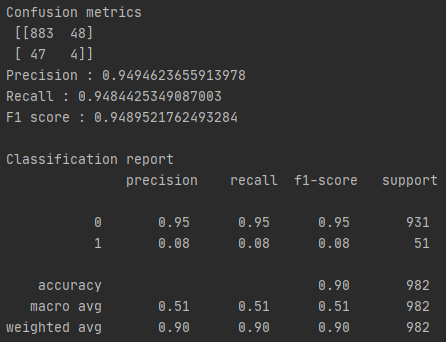 Confusion metrics
[[883 48]
[ 47 4]]
Precision : 0.9494623655913978
Recall : 0.9484425349087003
F1 score : 0.9489521762493284
Classification report
precision recall f1-score support
0 0.95 0.95 0.95 931
1 0.08 0.08 0.08 51
accuracy 0.90 982
macro avg 0.51 0.51 0.51 982
weighted avg 0.90 0.90 0.90 982